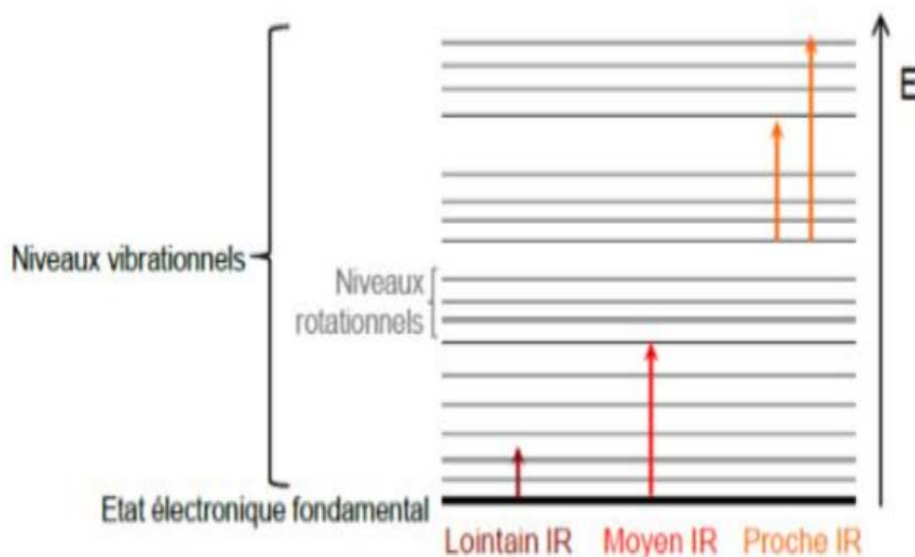 E
Niveaux vibrationnels
Niveaux
rotationnels
Etat électronique fondamental
Lointain IR
Moyen IR
Proche IR